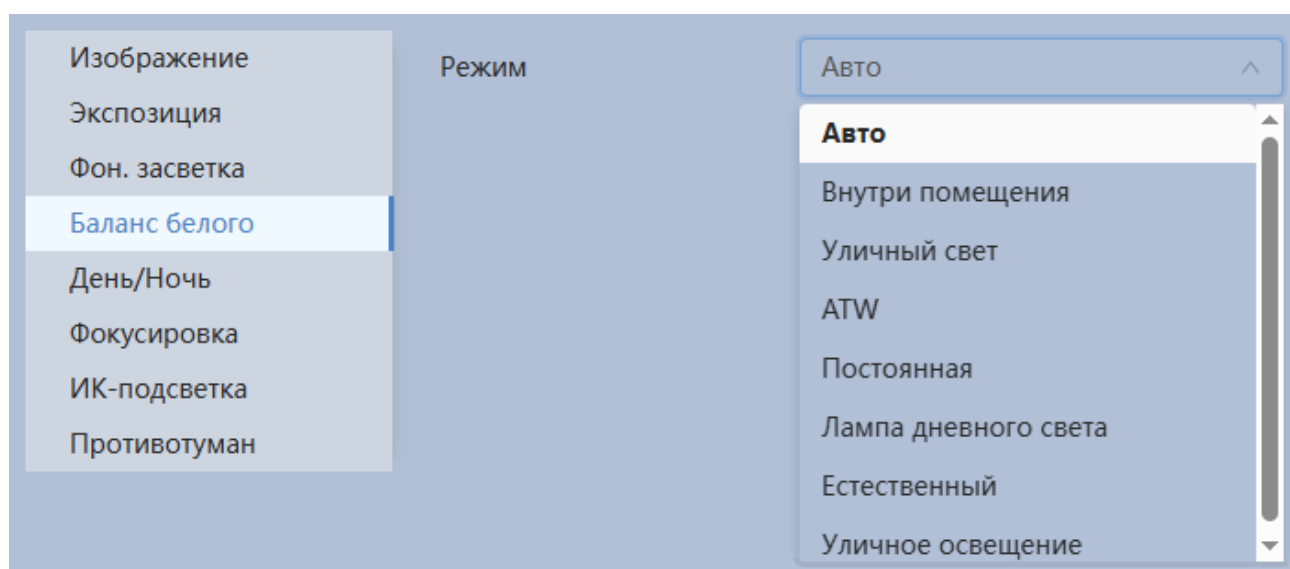 Изображение
Экспозиция
Фон. засветка
Баланс белого
День/Ночь
Фокусировка
ИК-подсветка
Противотуман
Режим
Авто
Авто
Внутри помещения
Уличный свет
ATW
Постоянная
Лампа дневного света
Естественный
Уличное освещение